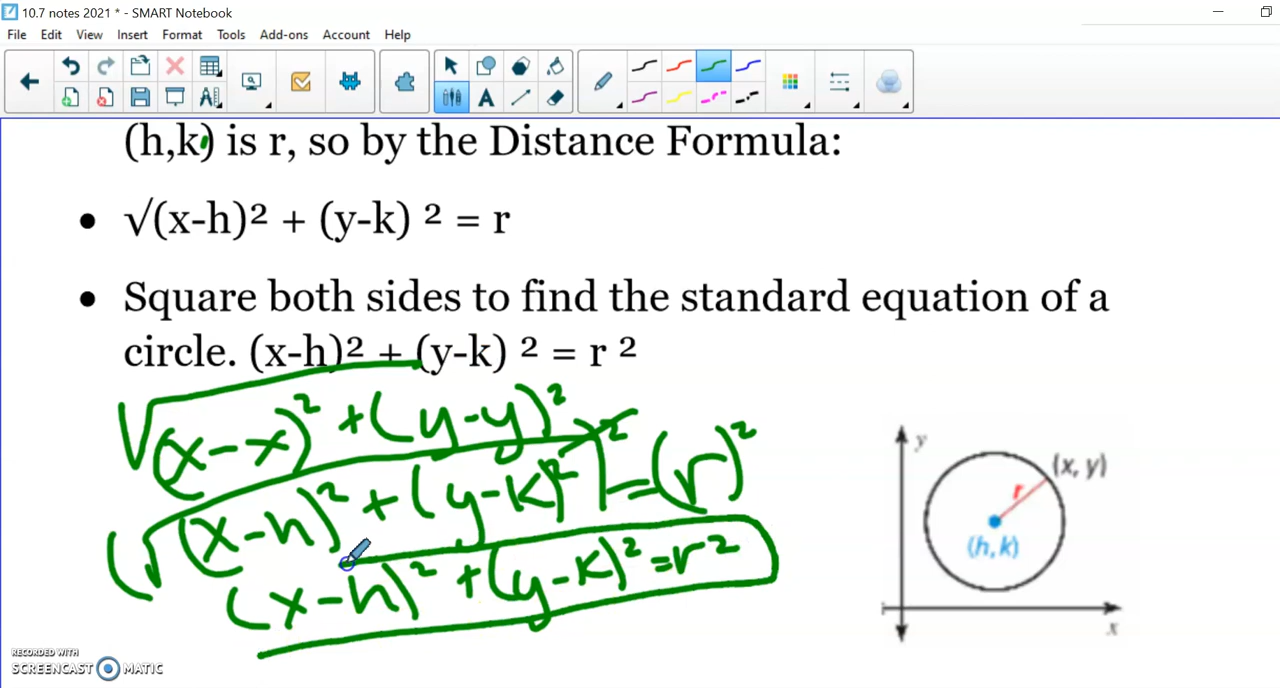 10.7 notes 2021 * - SMART Notebook
File Edit View Insert Format Tools Add-ons Account Help
(h,k) is r, so by the Distance Formula:
• √(x-h)² + (y-k) ² = r
• Square both sides to find the standard equation of a
circle. (x-h)² + (y-k) ² = r ²
√(x-x)² + (y-y)²
(√(x-h)² + (y-k)²)² = (r)²
(x-h)² + (y-k)² = r²
y
(x, y)
r
(h, k)
x
RECORDED WITH
SCREENCAST MATIC